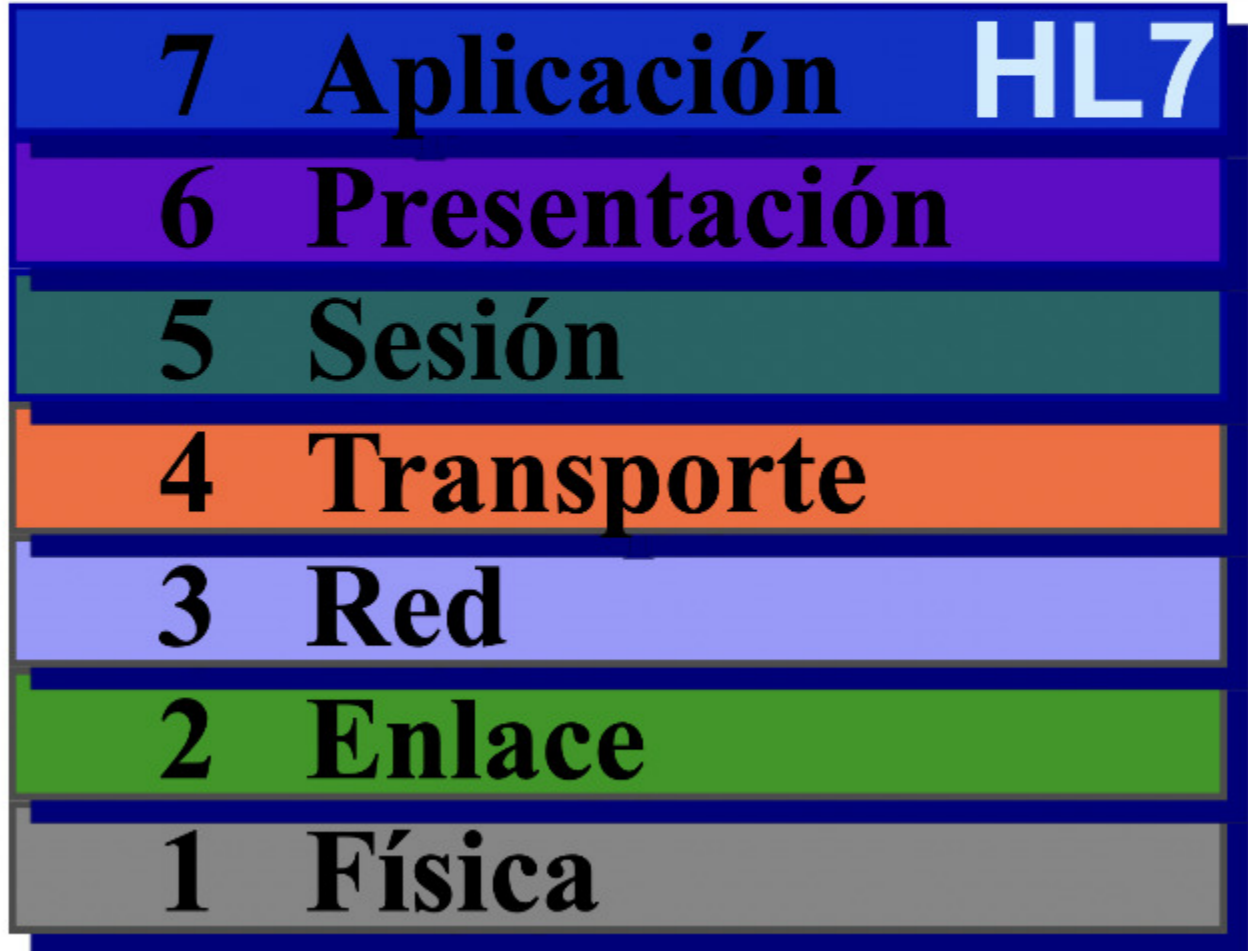 7 Aplicación HL7
6 Presentación
5 Sesión
4 Transporte
3 Red
2 Enlace
1 Física